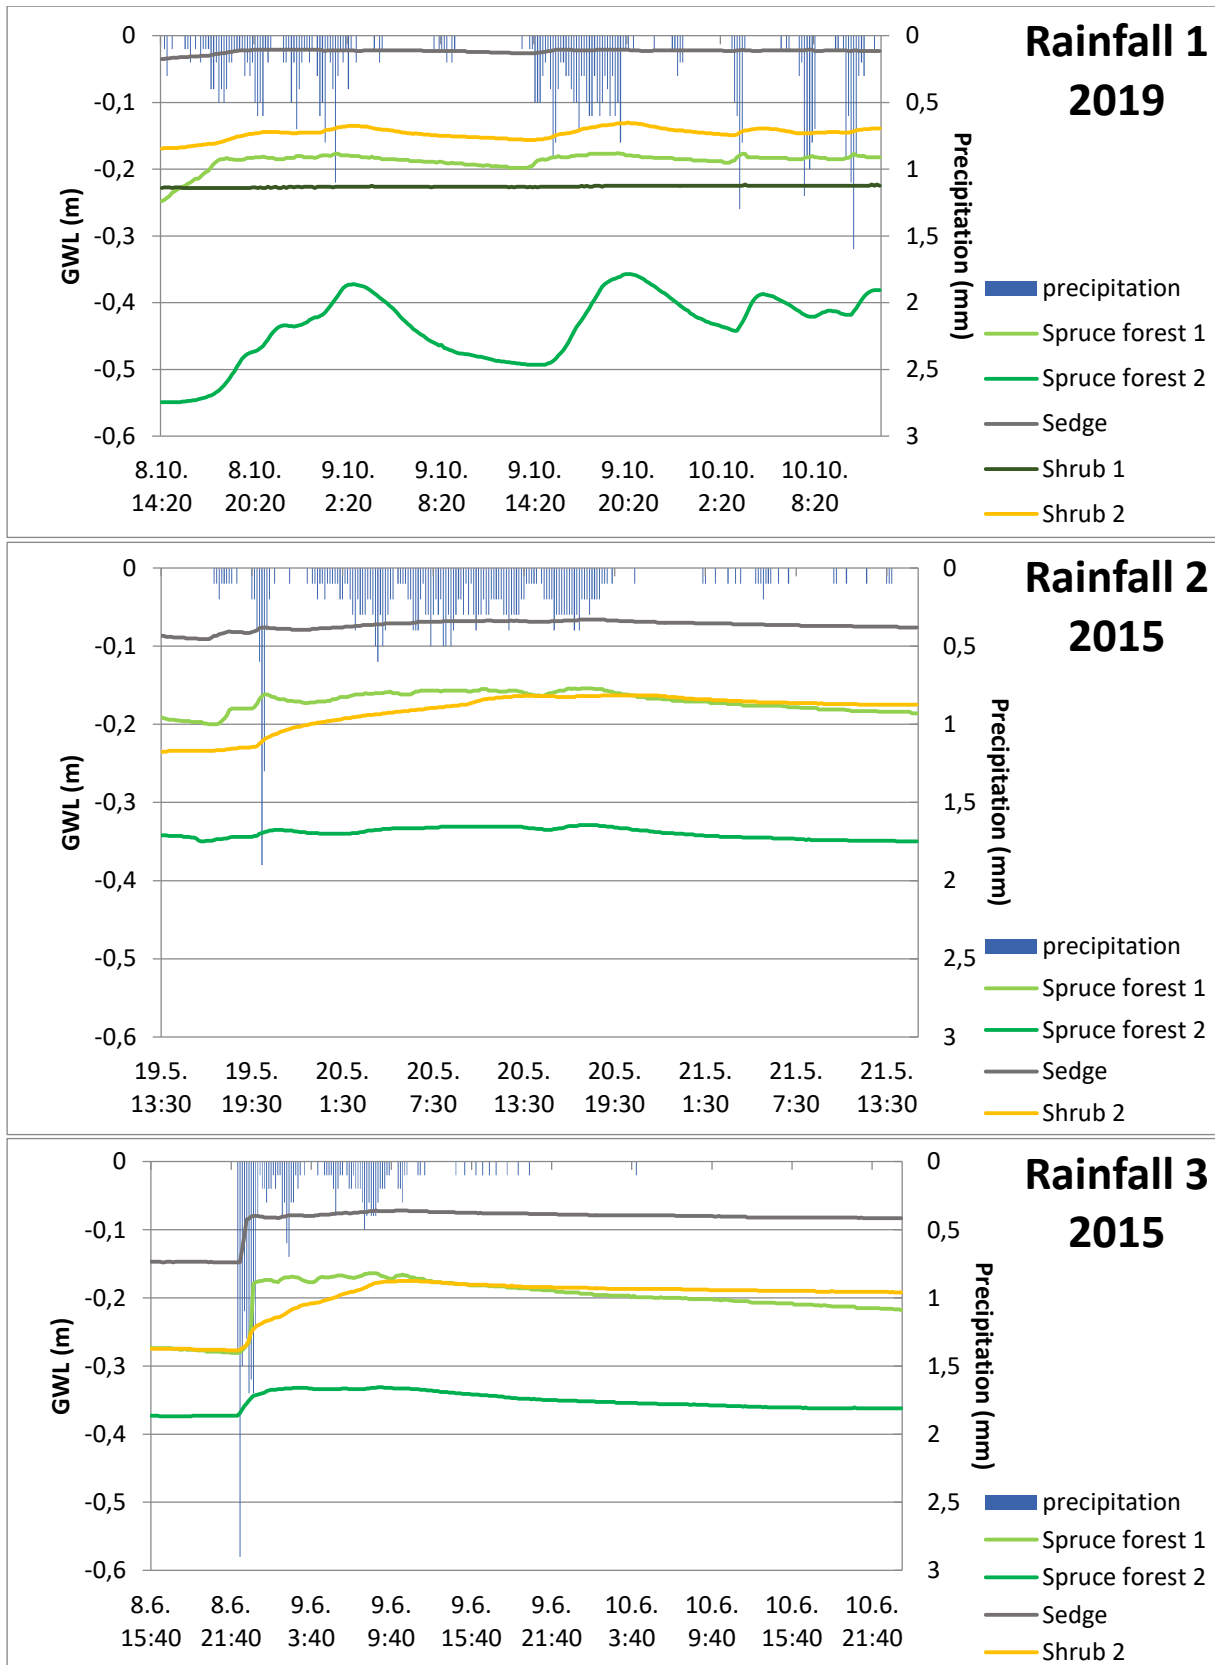 Rainfall 1
2019
0
-0,1
-0,2
-0,3
-0,4
-0,5
-0,6
GWL (m)
0
0,5
1
1,5
2
2,5
3
Precipitation (mm)
8.10. 8.10. 9.10. 9.10. 9.10. 9.10. 10.10. 10.10.
14:20 20:20 2:20 8:20 14:20 20:20 2:20 8:20
precipitation
Spruce forest 1
Spruce forest 2
Sedge
Shrub 1
Shrub 2
Rainfall 2
2015
0
-0,1
-0,2
-0,3
-0,4
-0,5
-0,6
GWL (m)
0
0,5
1
1,5
2
2,5
3
Precipitation (mm)
19.5. 19.5. 20.5. 20.5. 20.5. 20.5. 21.5. 21.5. 21.5.
13:30 19:30 1:30 7:30 13:30 19:30 1:30 7:30 13:30
precipitation
Spruce forest 1
Spruce forest 2
Sedge
Shrub 2
Rainfall 3
2015
0
-0,1
-0,2
-0,3
-0,4
-0,5
-0,6
GWL (m)
0
0,5
1
1,5
2
2,5
3
Precipitation (mm)
8.6. 8.6. 9.6. 9.6. 9.6. 9.6. 10.6. 10.6. 10.6. 10.6.
15:40 21:40 3:40 9:40 15:40 21:40 3:40 9:40 15:40 21:40
precipitation
Spruce forest 1
Spruce forest 2
Sedge
Shrub 2